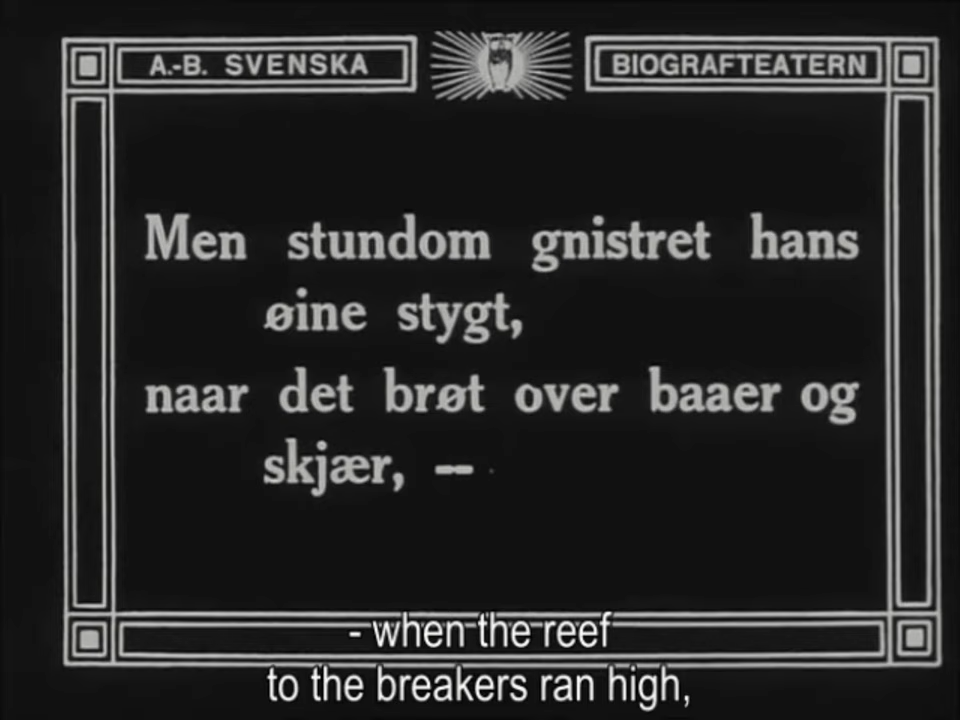 A.-B. SVENSKA BIOGRAFTEATERN
Men stundom gnistret hans
øine stygt,
naar det brøt over baaer og
skjær, —
- when the reef
to the breakers ran high,